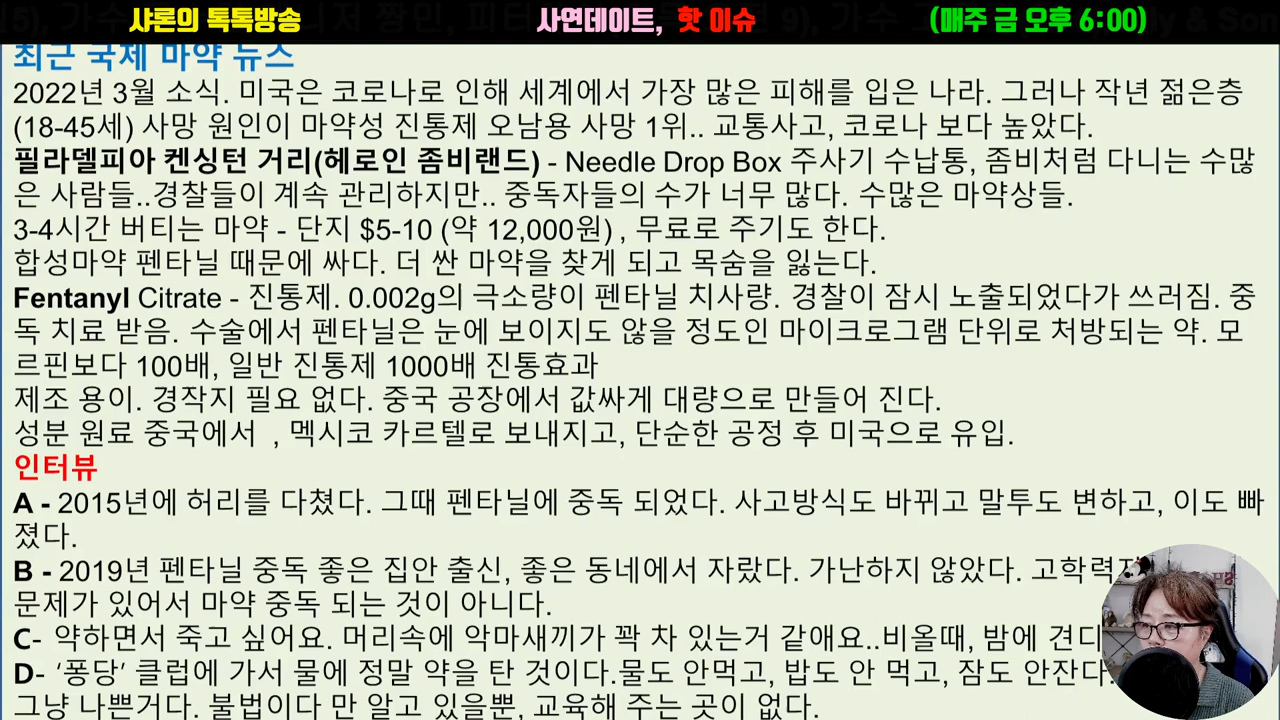 샤론의 톡톡방송 사연데이트, 핫 이슈 (매주 금 오후 6:00)
최근 국제 마약 뉴스
2022년 3월 소식. 미국은 코로나로 인해 세계에서 가장 많은 피해를 입은 나라. 그러나 작년 젊은층
(18-45세) 사망 원인이 마약성 진통제 오남용 사망 1위.. 교통사고, 코로나 보다 높았다.
필라델피아 켄싱턴 거리(헤로인 좀비랜드) - Needle Drop Box 주사기 수납통, 좀비처럼 다니는 수많
은 사람들..경찰들이 계속 관리하지만.. 중독자들의 수가 너무 많다. 수많은 마약상들.
3-4시간 버티는 마약 - 단지 $5-10 (약 12,000원) , 무료로 주기도 한다.
합성마약 펜타닐 때문에 싸다. 더 싼 마약을 찾게 되고 목숨을 잃는다.
Fentanyl Citrate - 진통제. 0.002g의 극소량이 펜타닐 치사량. 경찰이 잠시 노출되었다가 쓰러짐. 중
독 치료 받음. 수술에서 펜타닐은 눈에 보이지도 않을 정도인 마이크로그램 단위로 처방되는 약. 모
르핀보다 100배, 일반 진통제 1000배 진통효과
제조 용이. 경작지 필요 없다. 중국 공장에서 값싸게 대량으로 만들어 진다.
성분 원료 중국에서 , 멕시코 카르텔로 보내지고, 단순한 공정 후 미국으로 유입.
인터뷰
A - 2015년에 허리를 다쳤다. 그때 펜타닐에 중독 되었다. 사고방식도 바뀌고 말투도 변하고, 이도 빠
졌다.
B - 2019년 펜타닐 중독 좋은 집안 출신, 좋은 동네에서 자랐다. 가난하지 않았다. 고학력
문제가 있어서 마약 중독 되는 것이 아니다.
C- 약하면서 죽고 싶어요. 머리속에 악마새끼가 꽉 차 있는거 같애요..비올때, 밤에 견디
D- ‘퐁당’ 클럽에 가서 물에 정말 약을 탄 것이다.물도 안먹고, 밥도 안 먹고, 잠도 안잔다
그냥 나쁜거다. 불법이다 만 알고 있을뿐, 교육해 주는 곳이 없다.